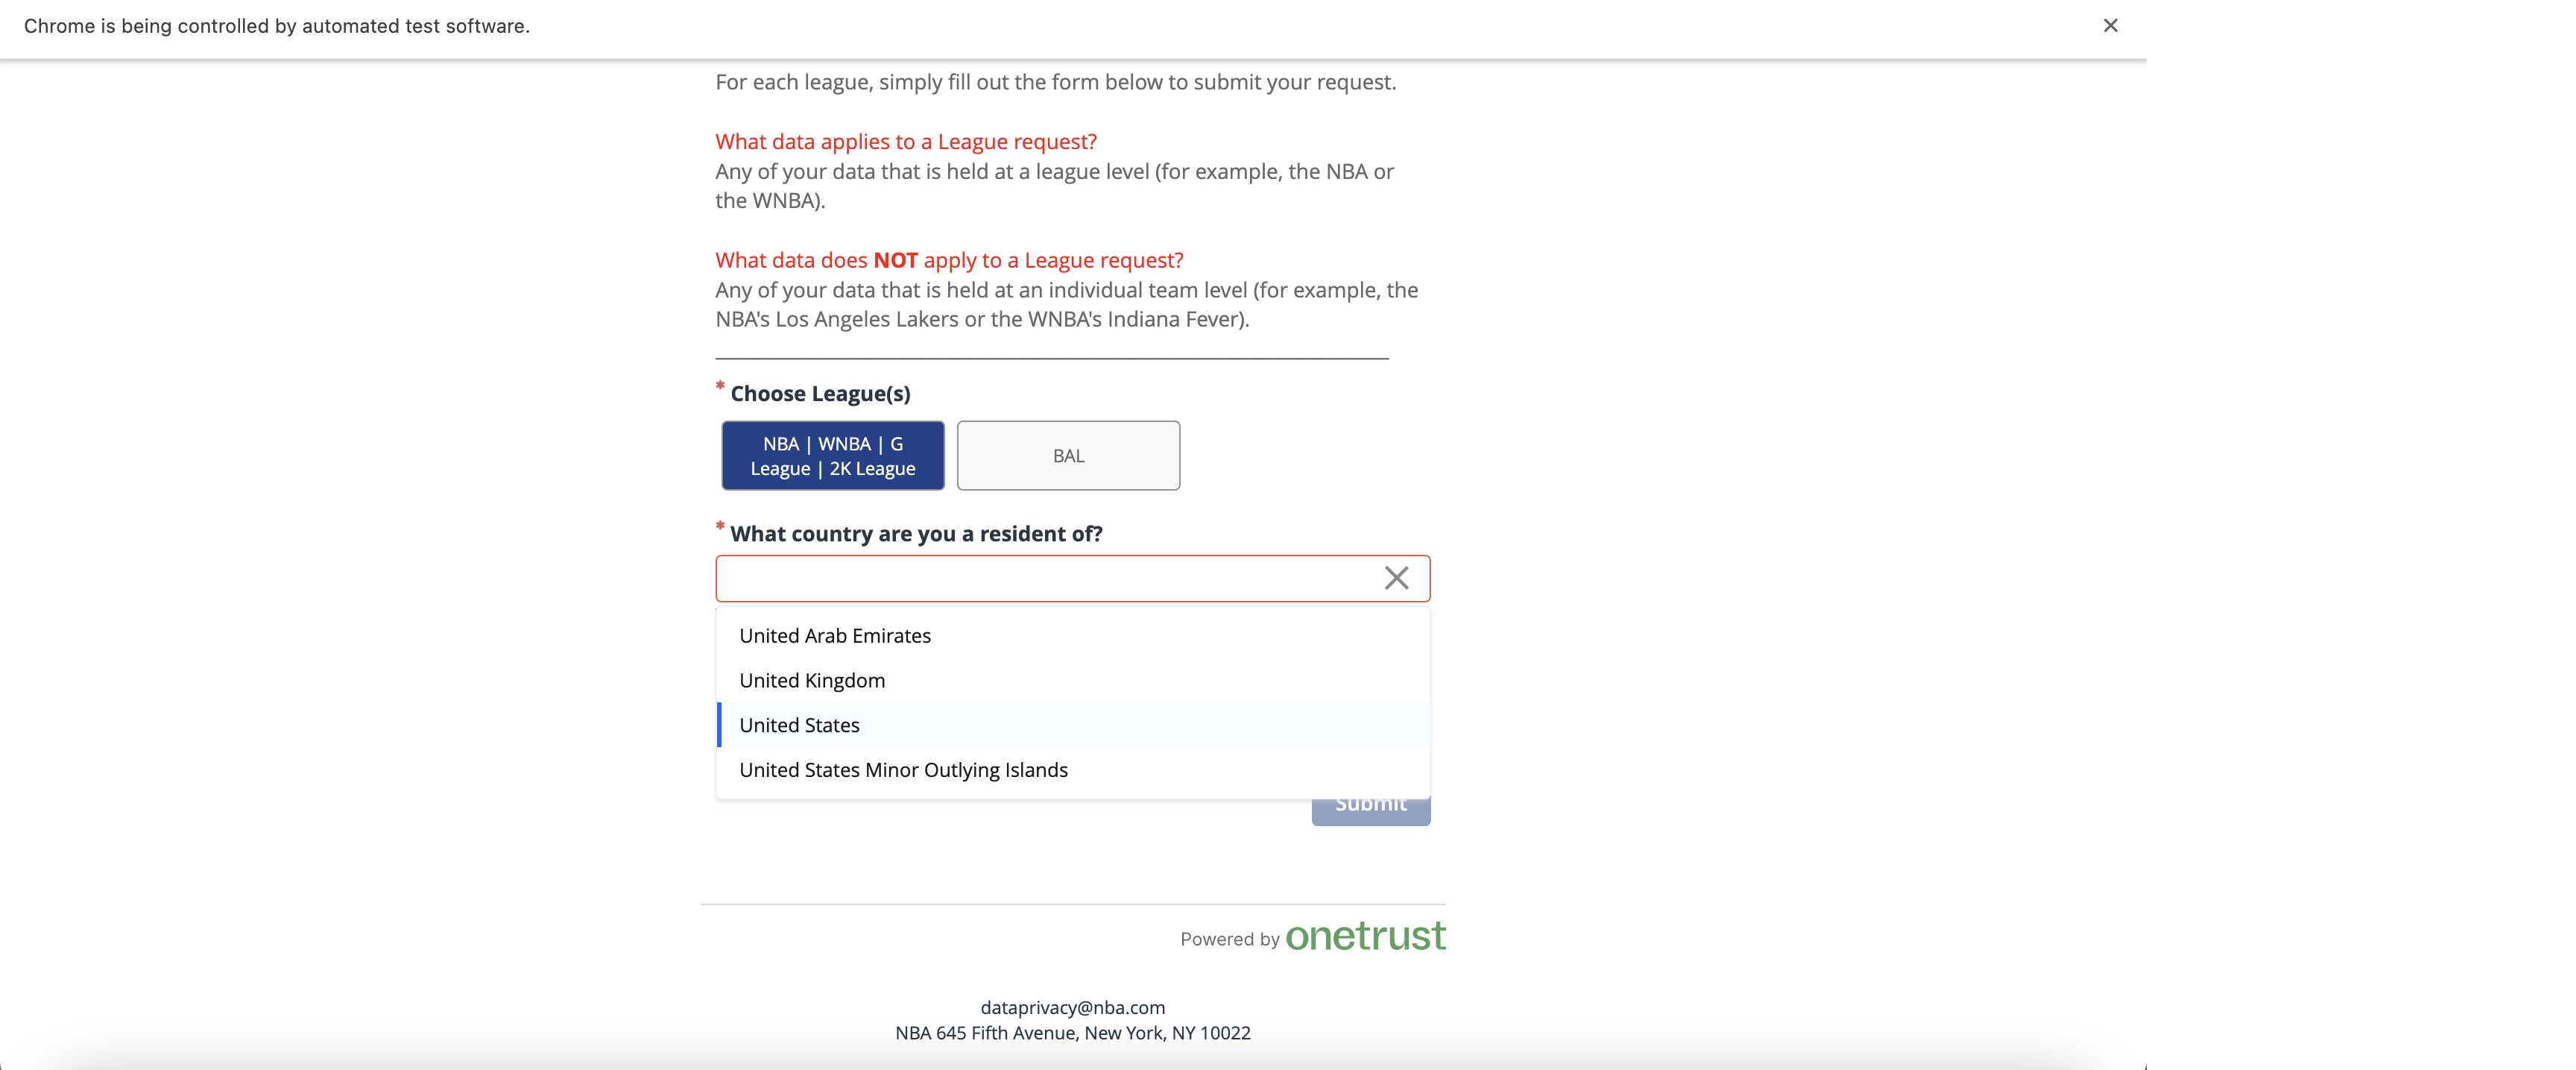 Chrome is being controlled by automated test software.
For each league, simply fill out the form below to submit your request.
What data applies to a League request?
Any of your data that is held at a league level (for example, the NBA or
the WNBA).
What data does NOT apply to a League request?
Any of your data that is held at an individual team level (for example, the
NBA's Los Angeles Lakers or the WNBA's Indiana Fever).
* Choose League(s)
NBA | WNBA | G
League | 2K League
BAL
* What country are you a resident of?
United Arab Emirates
United Kingdom
United States
United States Minor Outlying Islands
Submit
Powered by onetrust
dataprivacy@nba.com
NBA 645 Fifth Avenue, New York, NY 10022